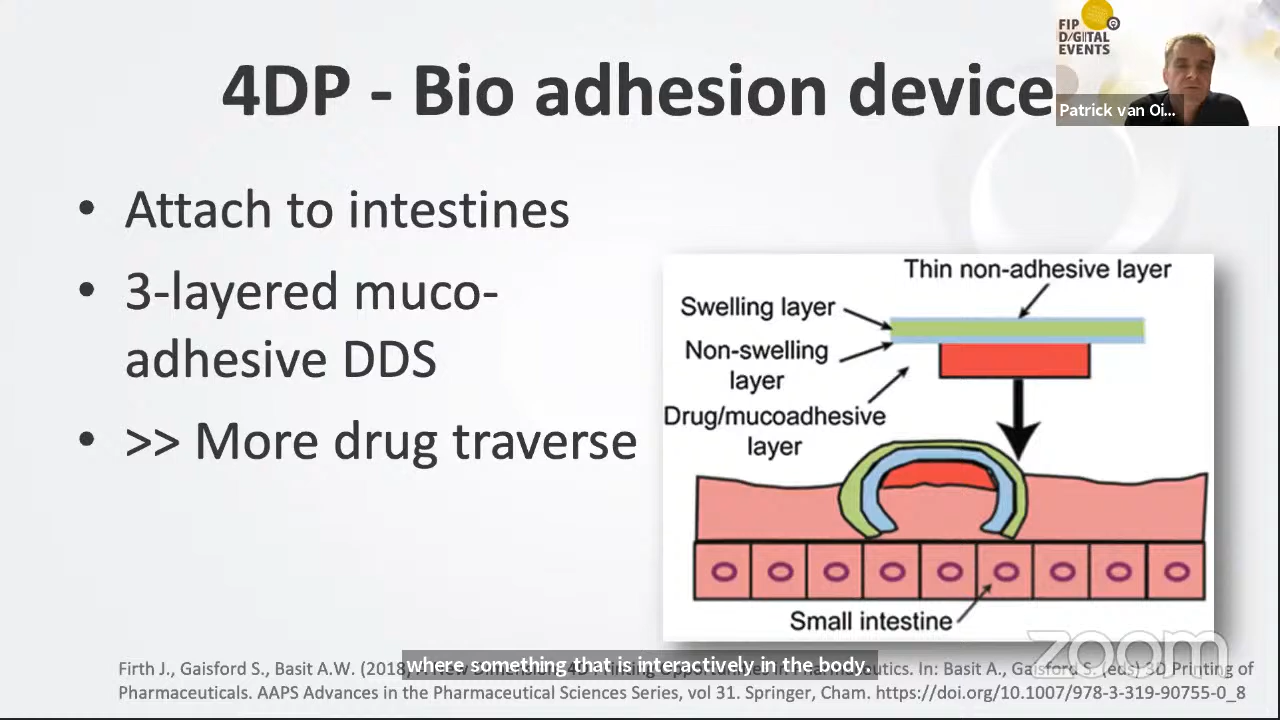 FIP
D/GITAL
EVENTS
Patrick van Oi...
4DP - Bio adhesion device
• Attach to intestines
• 3-layered muco-
adhesive DDS
• >> More drug traverse
Thin non-adhesive layer
Swelling layer
Non-swelling
layer
Drug/mucoadhesive
layer
Small intestine
zoom
where something that is interactively in the body.
Firth J., Gaisford S., Basit A.W. (2018) Printing Opportunities in Pharmaceutics. In: Basit A., Gaisford S. (eds) 3D Printing of
Pharmaceuticals. AAPS Advances in the Pharmaceutical Sciences Series, vol 31. Springer, Cham. https://doi.org/10.1007/978-3-319-90755-0_8